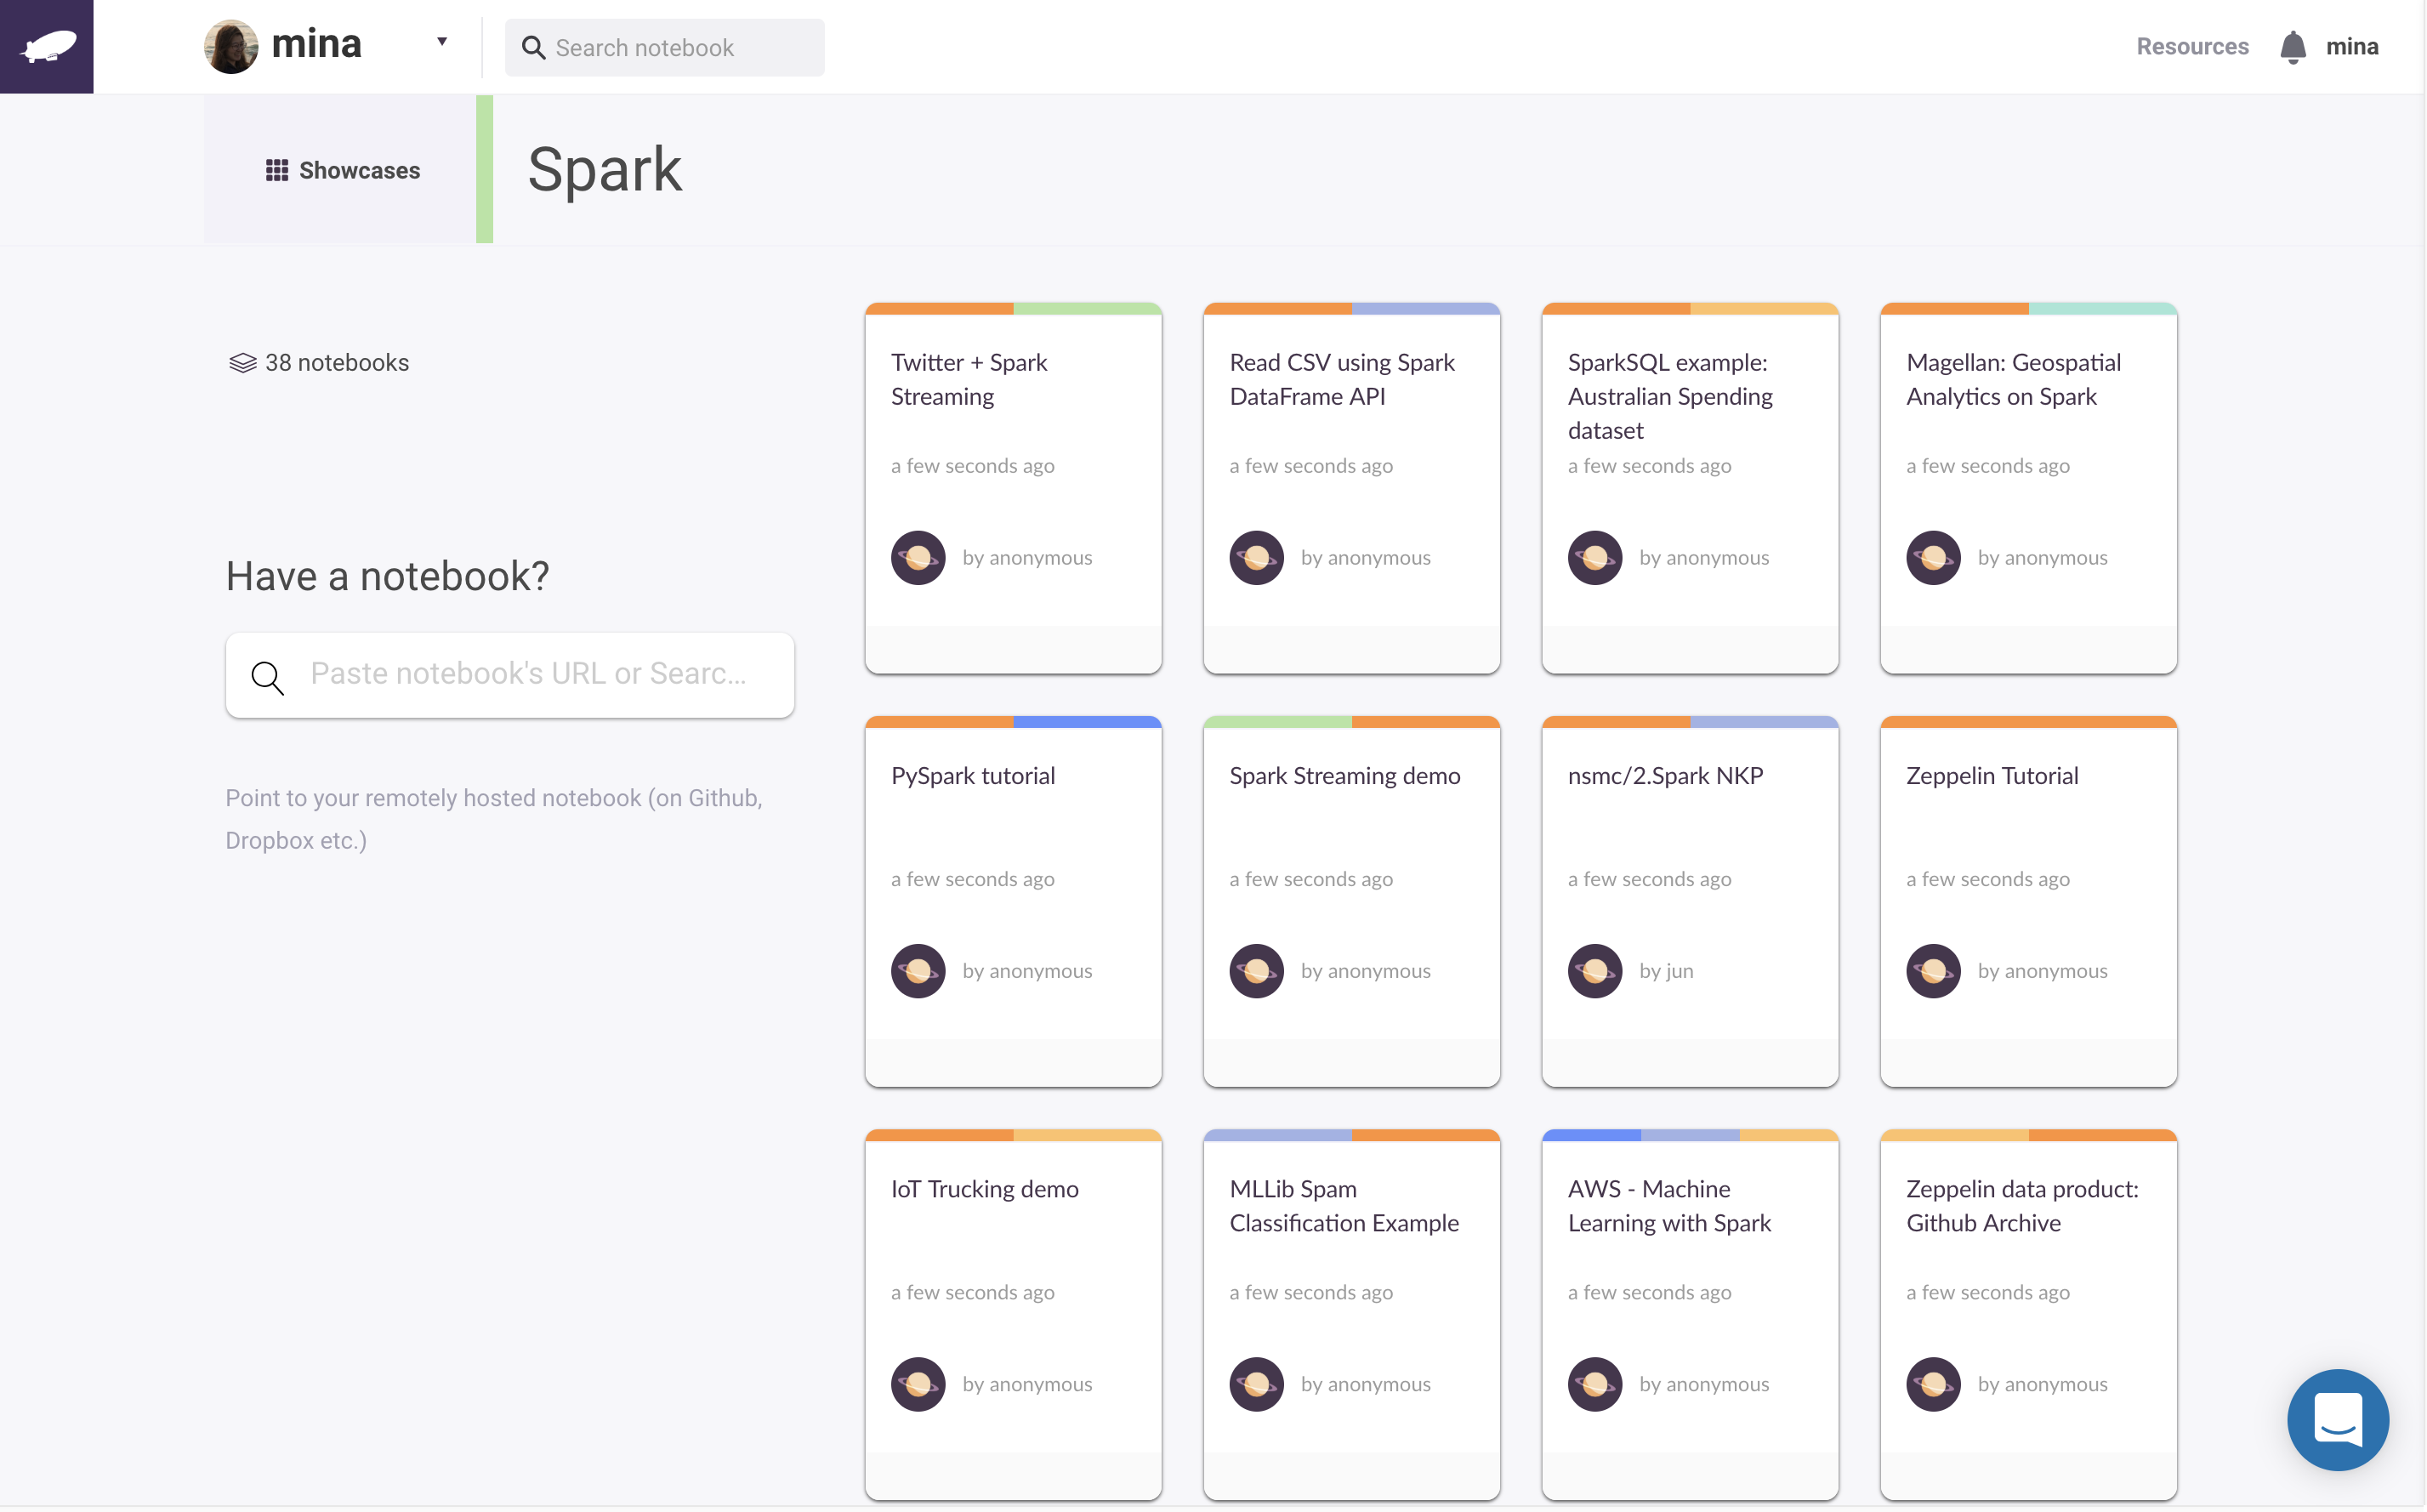 mina
Search notebook
Resources
mina
Showcases
Spark
38 notebooks
Have a notebook?
Paste notebook's URL or Searc...
Point to your remotely hosted notebook (on Github,
Dropbox etc.)
Twitter + Spark
Streaming
a few seconds ago
by anonymous
Read CSV using Spark
DataFrame API
a few seconds ago
by anonymous
SparkSQL example:
Australian Spending
dataset
a few seconds ago
by anonymous
Magellan: Geospatial
Analytics on Spark
a few seconds ago
by anonymous
PySpark tutorial
a few seconds ago
by anonymous
Spark Streaming demo
a few seconds ago
by anonymous
nsmc/2.Spark NKP
a few seconds ago
by jun
Zeppelin Tutorial
a few seconds ago
by anonymous
IoT Trucking demo
a few seconds ago
by anonymous
MLLib Spam
Classification Example
a few seconds ago
by anonymous
AWS - Machine
Learning with Spark
a few seconds ago
by anonymous
Zeppelin data product:
Github Archive
a few seconds ago
by anonymous